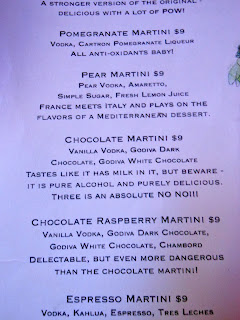 A STRONGER VERSION OF THE ORIGINAL -
DELICIOUS WITH A LOT OF POW!
POMEGRANATE MARTINI $9
VODKA, CARTRON POMEGRANATE LIQUEUR
ALL ANTI-OXIDANTS BABY!
PEAR MARTINI $9
PEAR VODKA, AMARETTO,
SIMPLE SUGAR, FRESH LEMON JUICE
FRANCE MEETS ITALY AND PLAYS ON THE
FLAVORS OF A MEDITERRANEAN DESSERT.
CHOCOLATE MARTINI $9
VANILLA VODKA, GODIVA DARK
CHOCOLATE, GODIVA WHITE CHOCOLATE
TASTES LIKE IT HAS MILK IN IT, BUT BEWARE -
IT IS PURE ALCOHOL AND PURELY DELICIOUS.
THREE IS AN ABSOLUTE NO NO!!!
CHOCOLATE RASPBERRY MARTINI $9
VANILLA VODKA, GODIVA DARK CHOCOLATE,
GODIVA WHITE CHOCOLATE, CHAMBORD
DELECTABLE, BUT EVEN MORE DANGEROUS
THAN THE CHOCOLATE MARTINI!
ESPRESSO MARTINI $9
VODKA, KAHLUA, ESPRESSO, TRES LECHES